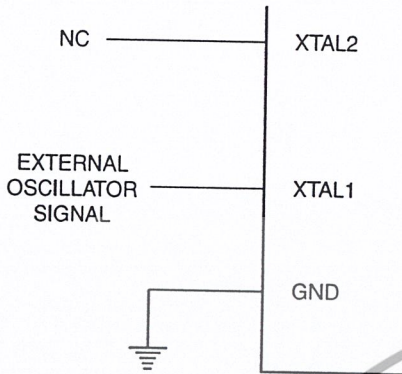 NC
XTAL2
EXTERNAL
OSCILLATOR
SIGNAL
XTAL1
GND